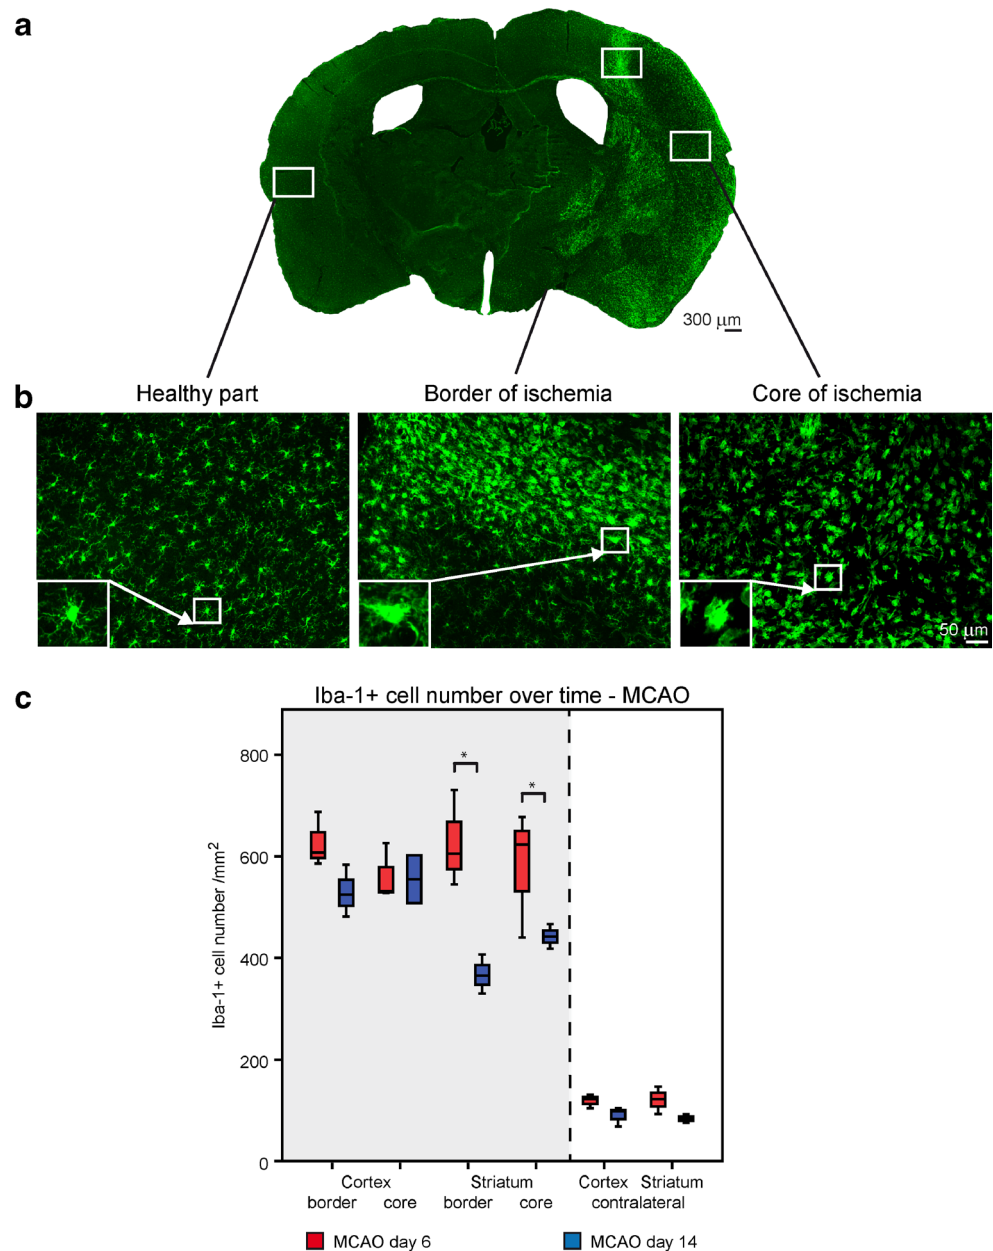 a
300 µm
Healthy part
Border of ischemia
Core of ischemia
b
50 µm
c
Iba-1+ cell number over time - MCAO
*
*
800
600
400
200
0
Iba-1+ cell number /mm²
Cortex
Striatum
Cortex
Striatum
border
core
border
core
contralateral
MCAO day 6
MCAO day 14